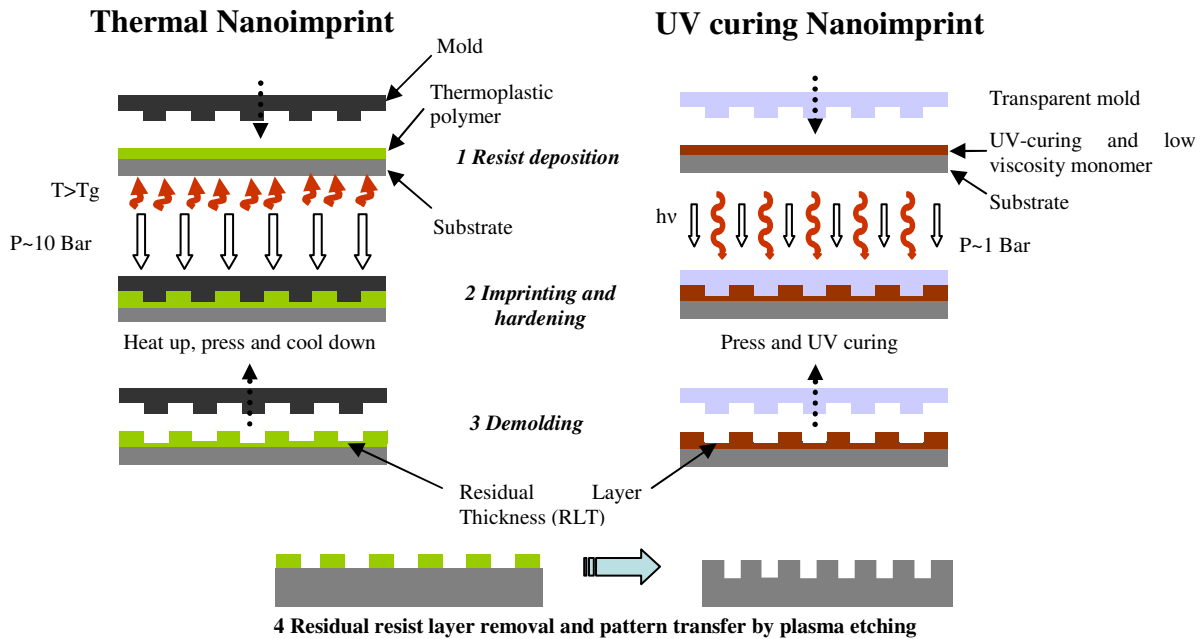 Thermal Nanoimprint
UV curing Nanoimprint
Mold
Thermoplastic
polymer
1 Resist deposition
T>Tg
Substrate
P~10 Bar
2 Imprinting and
hardening
Heat up, press and cool down
3 Demolding
Transparent mold
UV-curing and low
viscosity monomer
Substrate
hν
P~1 Bar
Press and UV curing
Residual Layer
Thickness (RLT)
4 Residual resist layer removal and pattern transfer by plasma etching